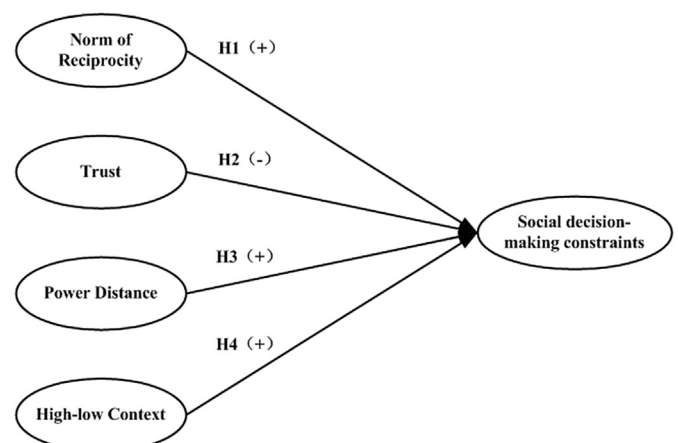 Norm of
Reciprocity
H1（+）
Trust
H2（-）
Social decision-
making constraints
Power Distance
H3（+）
High-low Context
H4（+）